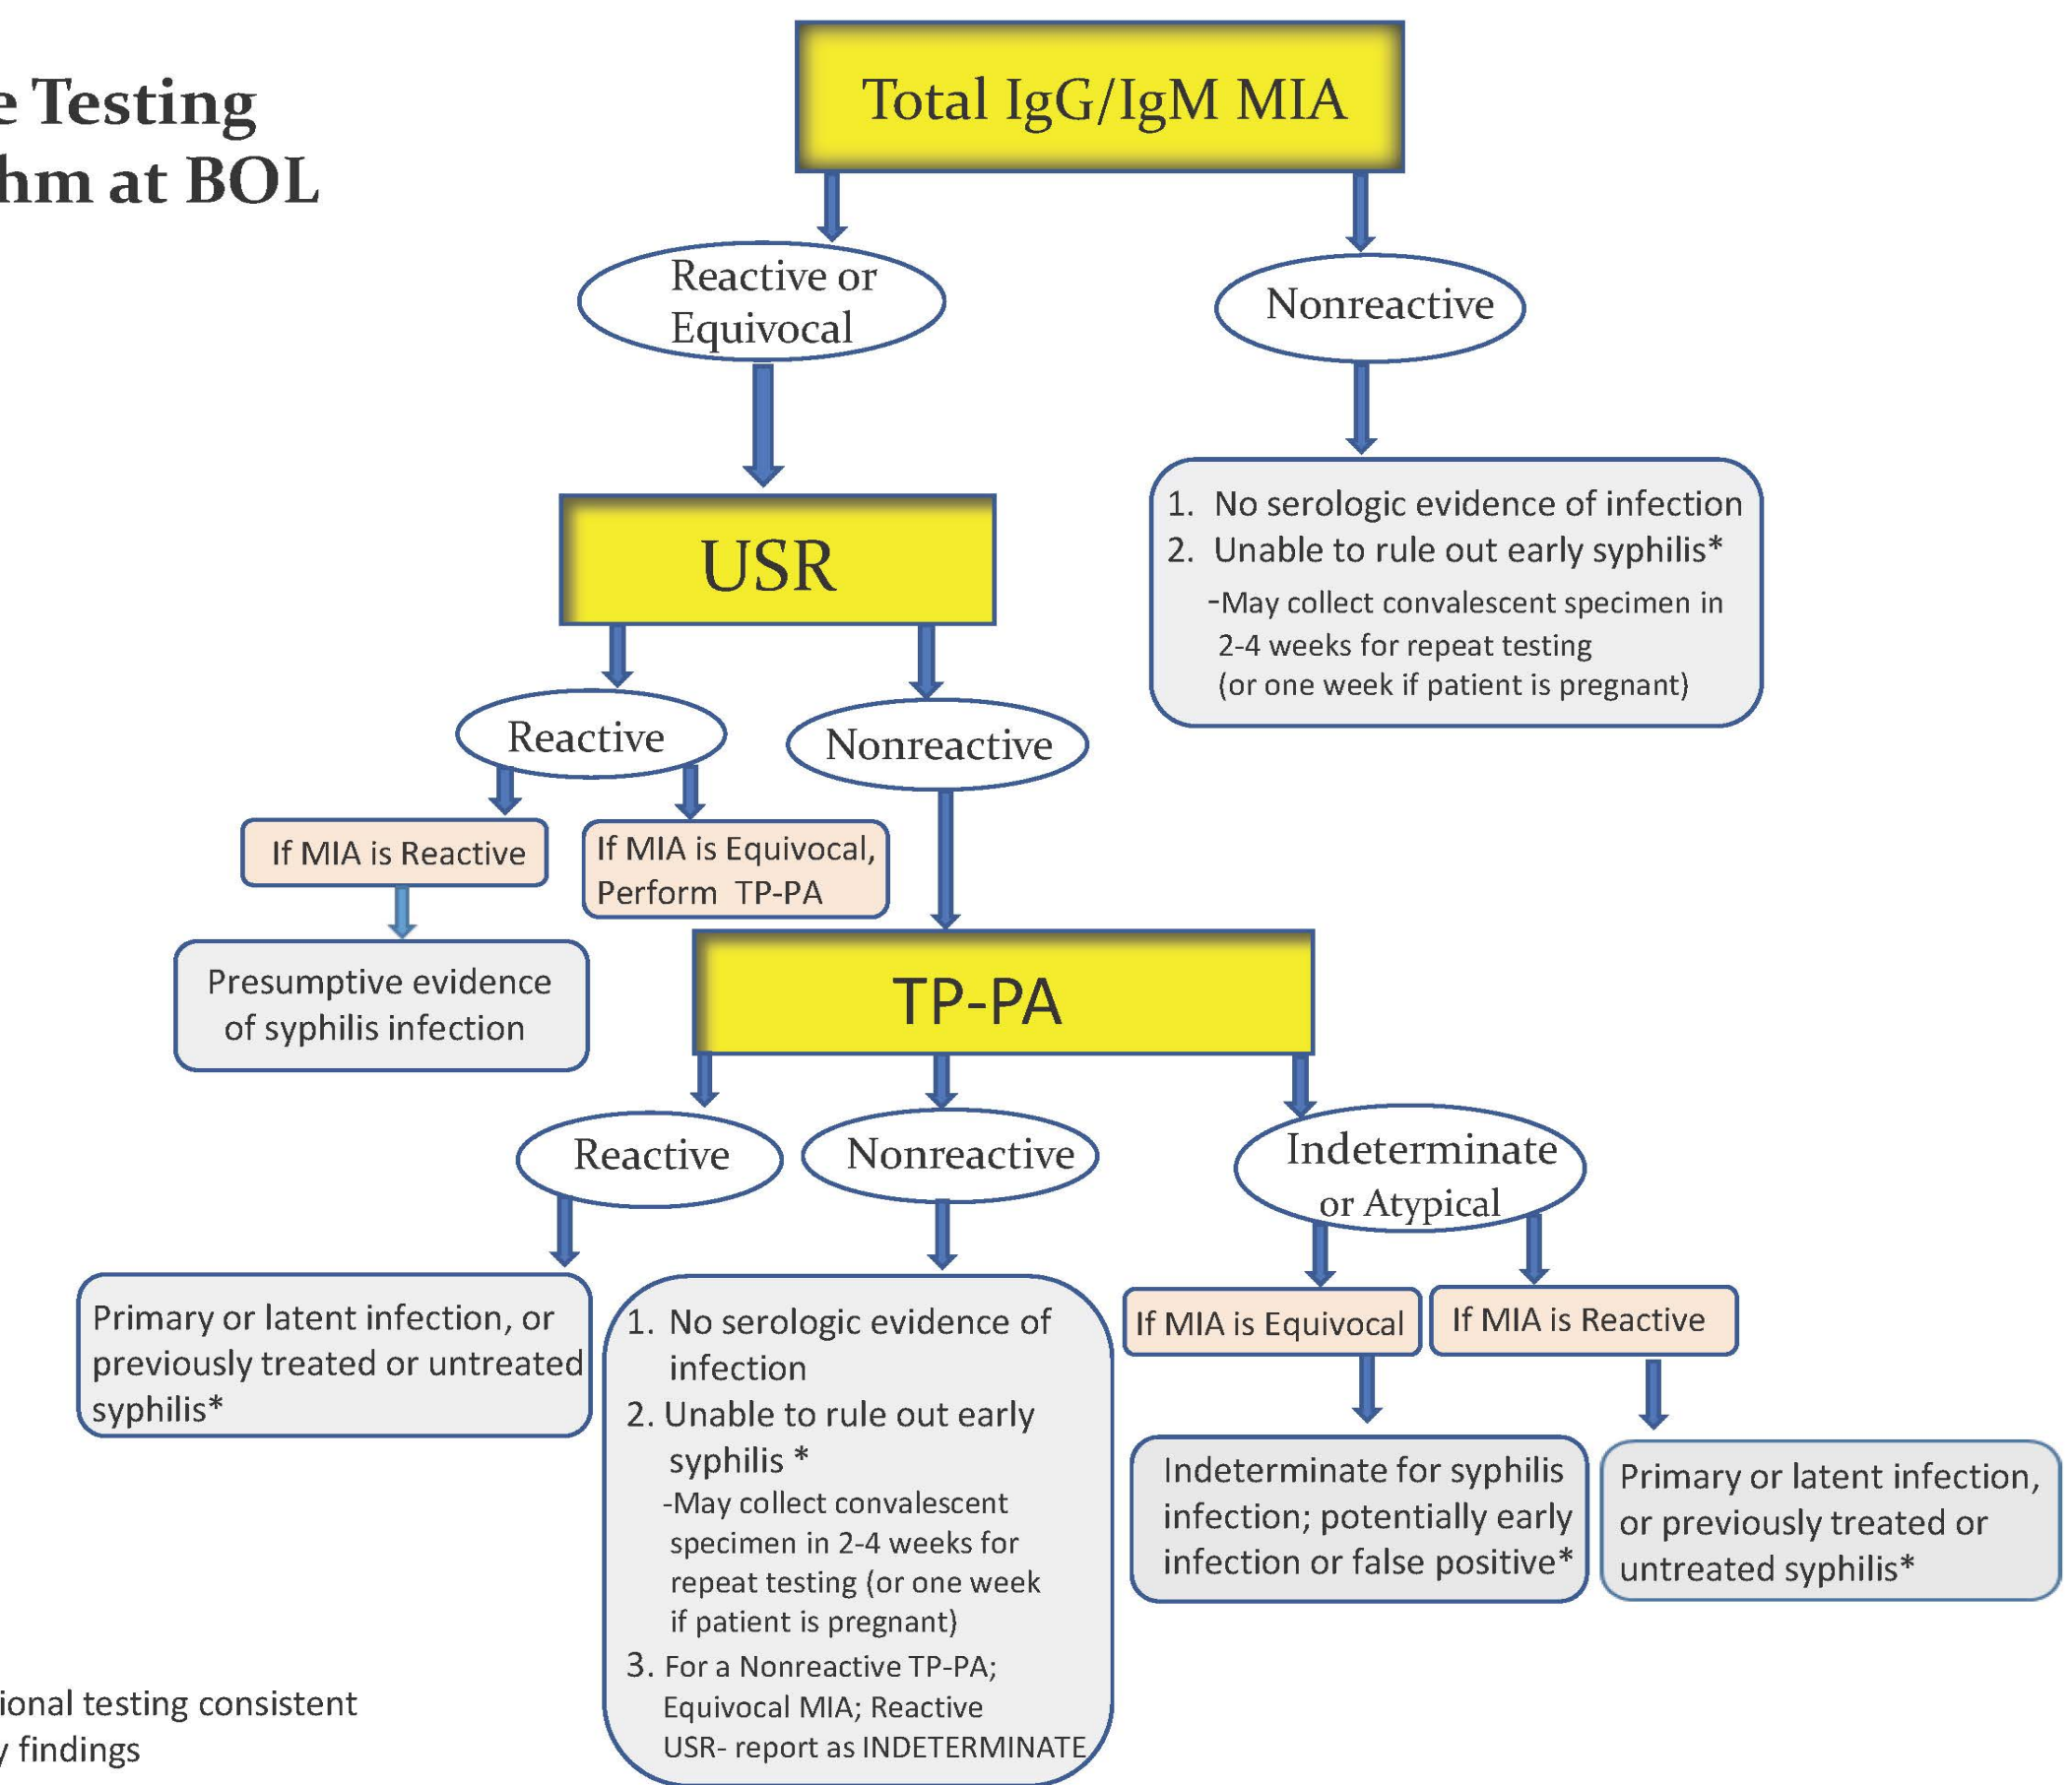 e Testing
hm at BOL
Total IgG/IgM MIA
Reactive or
Equivocal
Nonreactive
1. No serologic evidence of infection
2. Unable to rule out early syphilis*
-May collect convalescent specimen in
2-4 weeks for repeat testing
(or one week if patient is pregnant)
USR
Reactive
Nonreactive
If MIA is Reactive
If MIA is Equivocal,
Perform TP-PA
Presumptive evidence
of syphilis infection
TP-PA
Reactive
Nonreactive
Indeterminate
or Atypical
Primary or latent infection, or
previously treated or untreated
syphilis*
1. No serologic evidence of
infection
2. Unable to rule out early
syphilis *
-May collect convalescent
specimen in 2-4 weeks for
repeat testing (or one week
if patient is pregnant)
3. For a Nonreactive TP-PA;
Equivocal MIA; Reactive
USR- report as INDETERMINATE
If MIA is Equivocal
If MIA is Reactive
Indeterminate for syphilis
infection; potentially early
infection or false positive*
Primary or latent infection,
or previously treated or
untreated syphilis*
ional testing consistent
y findings